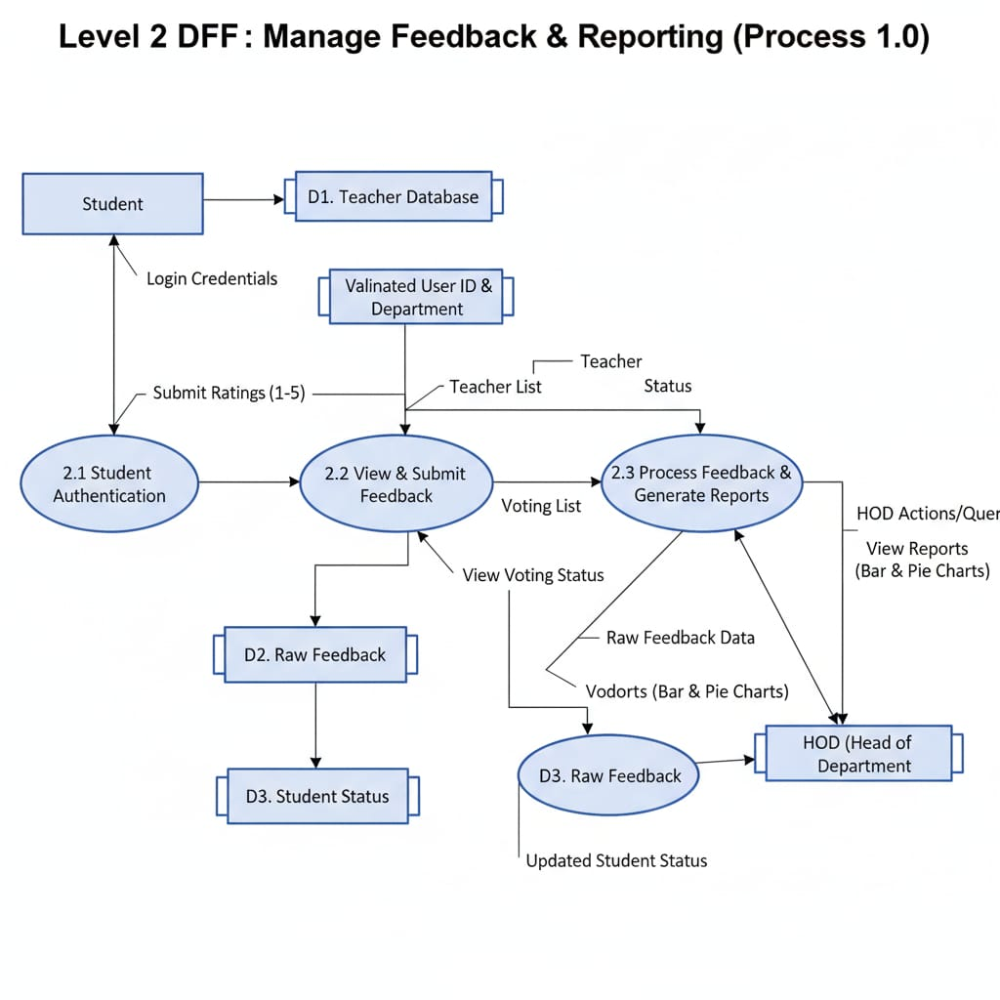 Level 2 DFF: Manage Feedback & Reporting (Process 1.0)
Student
D1. Teacher Database
Login Credentials
Valinated User ID &
Department
Teacher
Teacher List
Status
Submit Ratings (1-5)
2.1 Student
Authentication
2.2 View & Submit
Feedback
2.3 Process Feedback &
Generate Reports
Voting List
HOD Actions/Quer
View Reports
(Bar & Pie Charts)
View Voting Status
D2. Raw Feedback
Raw Feedback Data
Vodorts (Bar & Pie Charts)
HOD (Head of
Department
D3. Student Status
D3. Raw Feedback
Updated Student Status